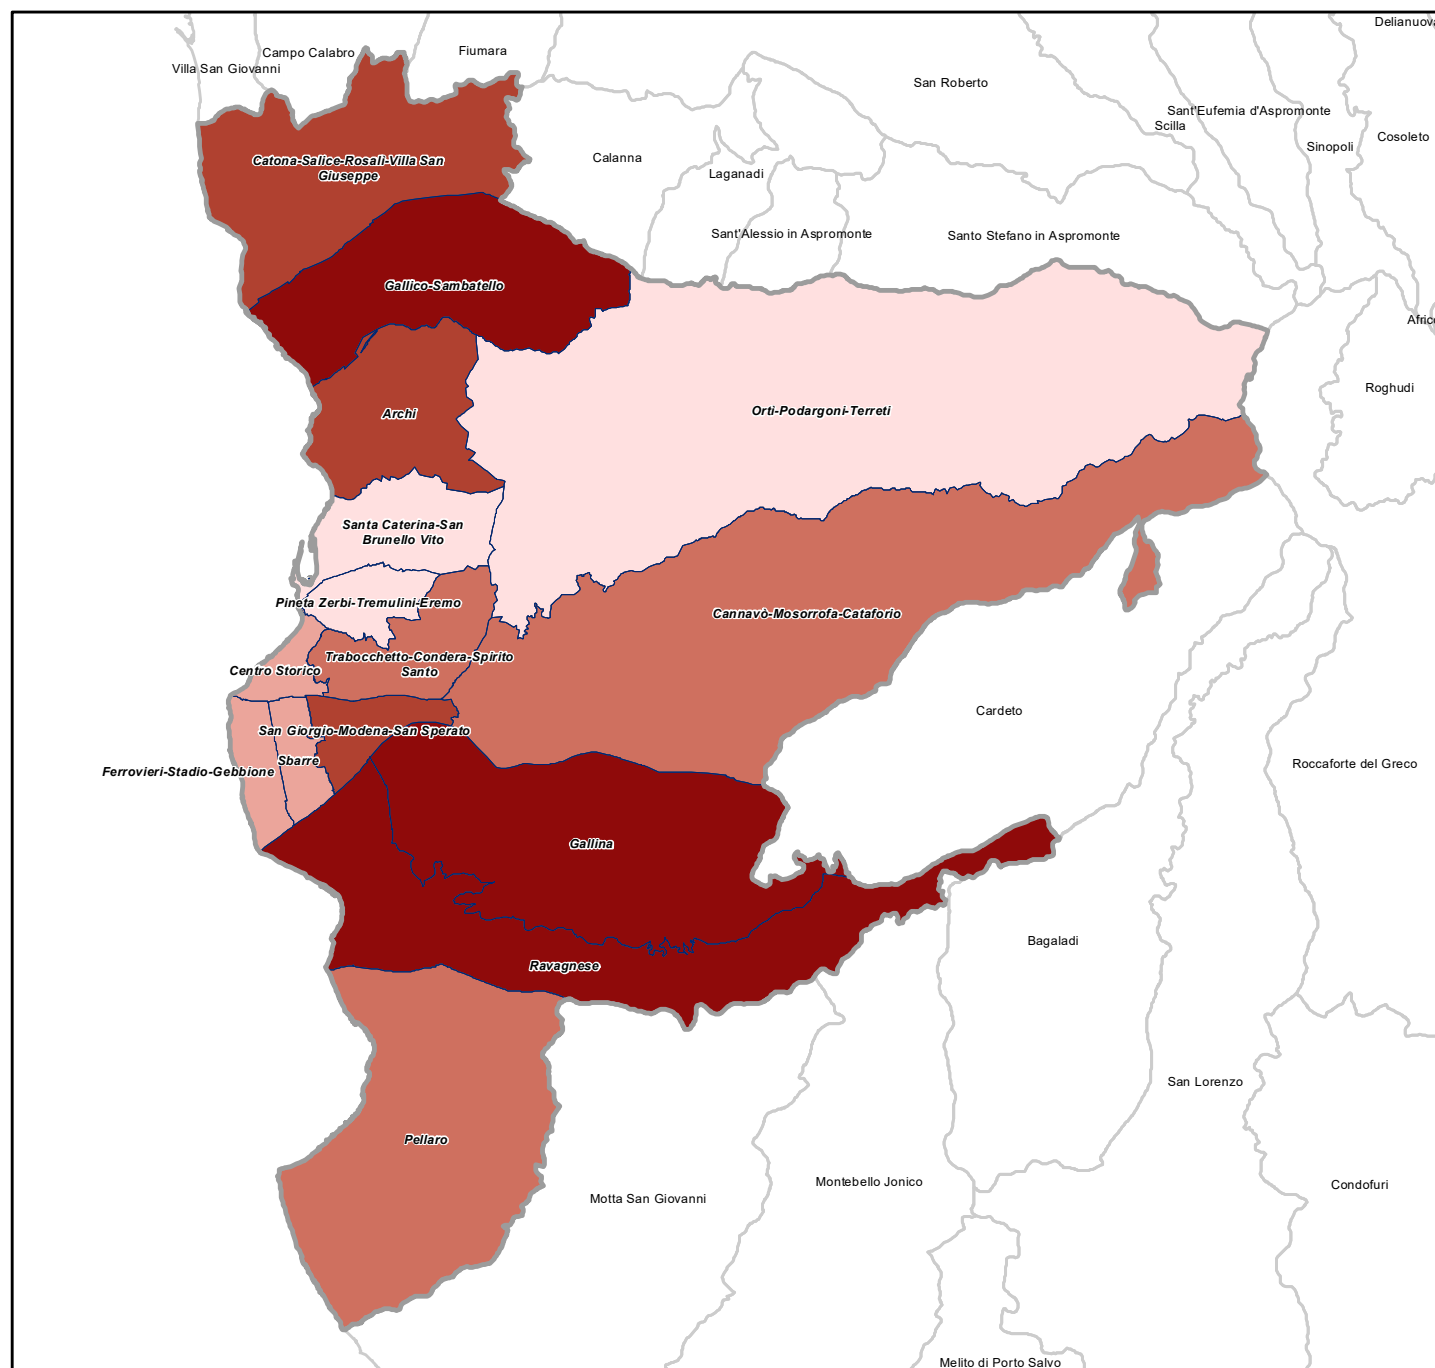 Delianuova
Campo Calabro
Fiumara
Villa San Giovanni
San Roberto
Sant'Eufemia d'Aspromonte
Scilla
Cosoleto
Sinopoli
Catona-Salice-Rosali-Villa San
Giuseppe
Calanna
Laganadi
Sant'Alessio in Aspromonte
Santo Stefano in Aspromonte
Gallico-Sambatello
Africo
Roghudi
Archi
Orti-Podargoni-Terreti
Santa Caterina-San
Brunello Vito
Pineta Zerbi-Tremulini-Eremo
Cannavò-Mosorrofa-Cataforio
Trabocchetto-Condera-Spirito
Santo
Centro Storico
Cardeto
San Giorgio-Modena-San Sperato
Sbarre
Ferrovieri-Stadio-Gebbione
Roccaforte del Greco
Gallina
Bagaladi
Ravagnese
San Lorenzo
Pellaro
Motta San Giovanni
Montebello Jonico
Condofuri
Melito di Porto Salvo